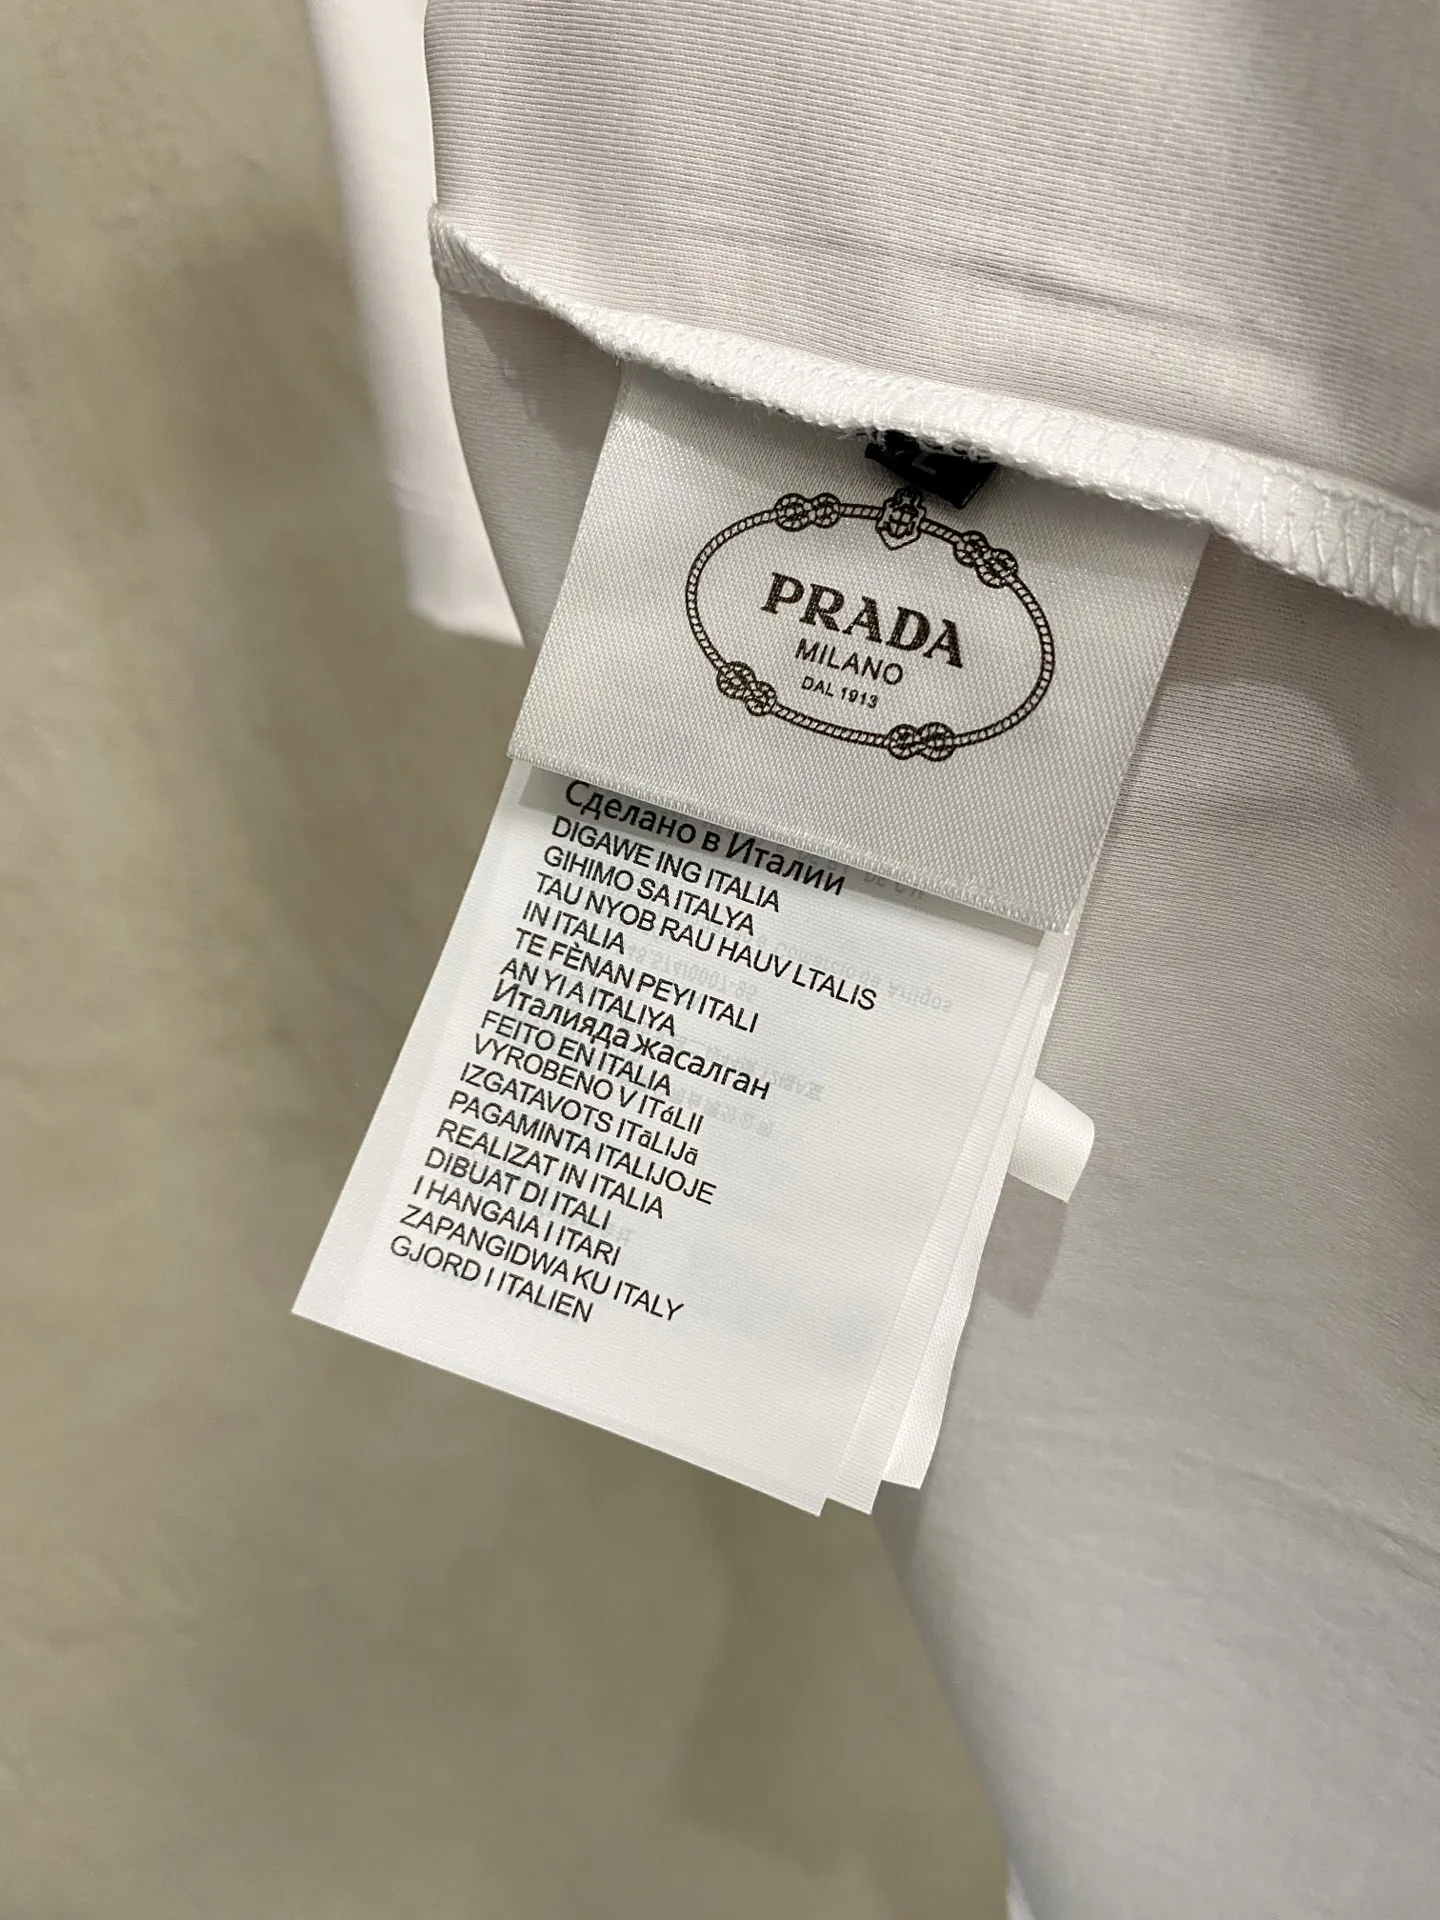 PRADA
MILANO
DAL 1913
Сделано в Италии
DIGAWE ING ITALIA
GIHIMO SA ITALYA
TAU NYOB RAU HAUV LTALIS
IN ITALIA
TE FÈNAN PEYI ITALI
AN YI A ITALIYA
Италияда жасалган
FEITO EN ITALIA
VYROBENO V ITáLII
IZGATAVOTS ITāLIJā
PAGAMINTA ITALIJOJE
REALIZAT IN ITALIA
DIBUAT DI ITALI
I HANGAIA I ITARI
ZAPANGIDWA KU ITALY
GJORD I ITALIEN